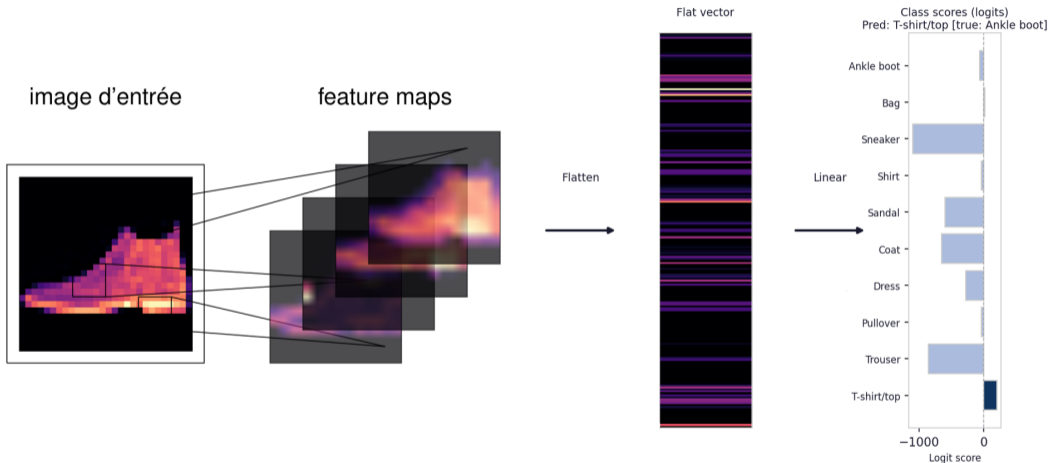 image d'entrée
feature maps
Flatten
Flat vector
Linear
Class scores (logits)
Pred: T-shirt/top [true: Ankle boot]
Ankle boot
Bag
Sneaker
Shirt
Sandal
Coat
Dress
Pullover
Trouser
T-shirt/top
−1000
0
Logit score